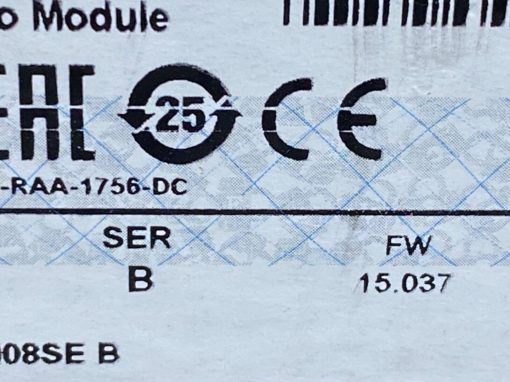 o Module
EAC 25 CE
-RAA-1756-DC
SER FW
B 15.037
08SE B